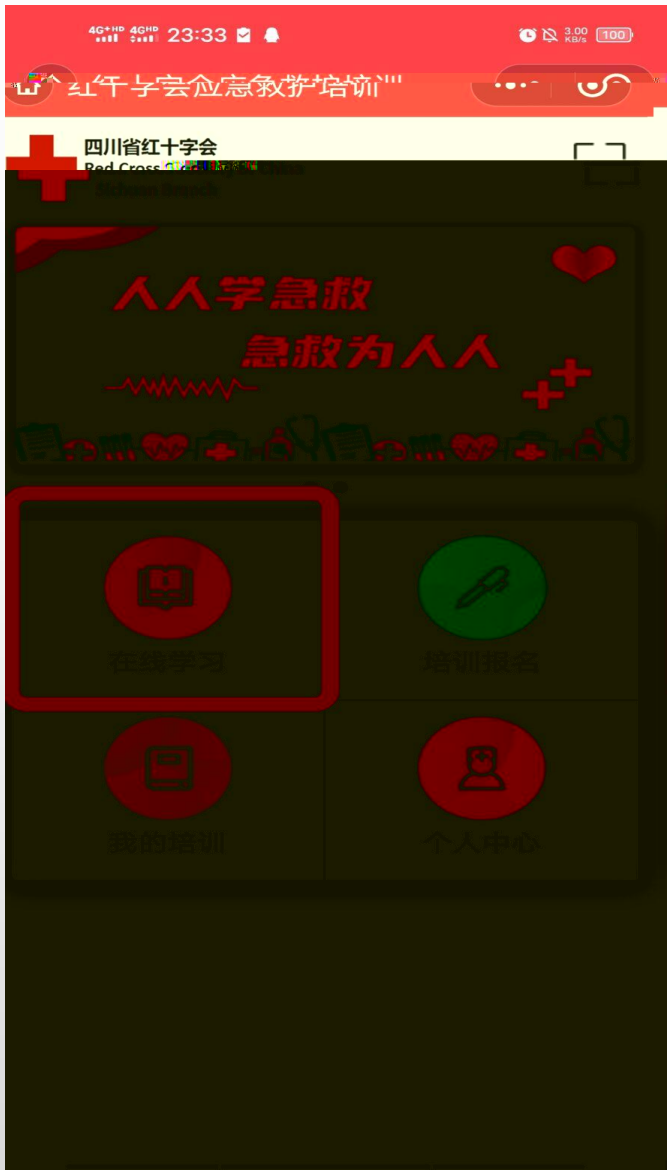 4G+HD 4GHD 23:33 3.00 KB/s 100
红十字会应急救护培训
四川省红十字会
Red Cross
Sichuan Branch
人人学急救
急救为人人
在线学习 培训报名
我的培训 个人中心